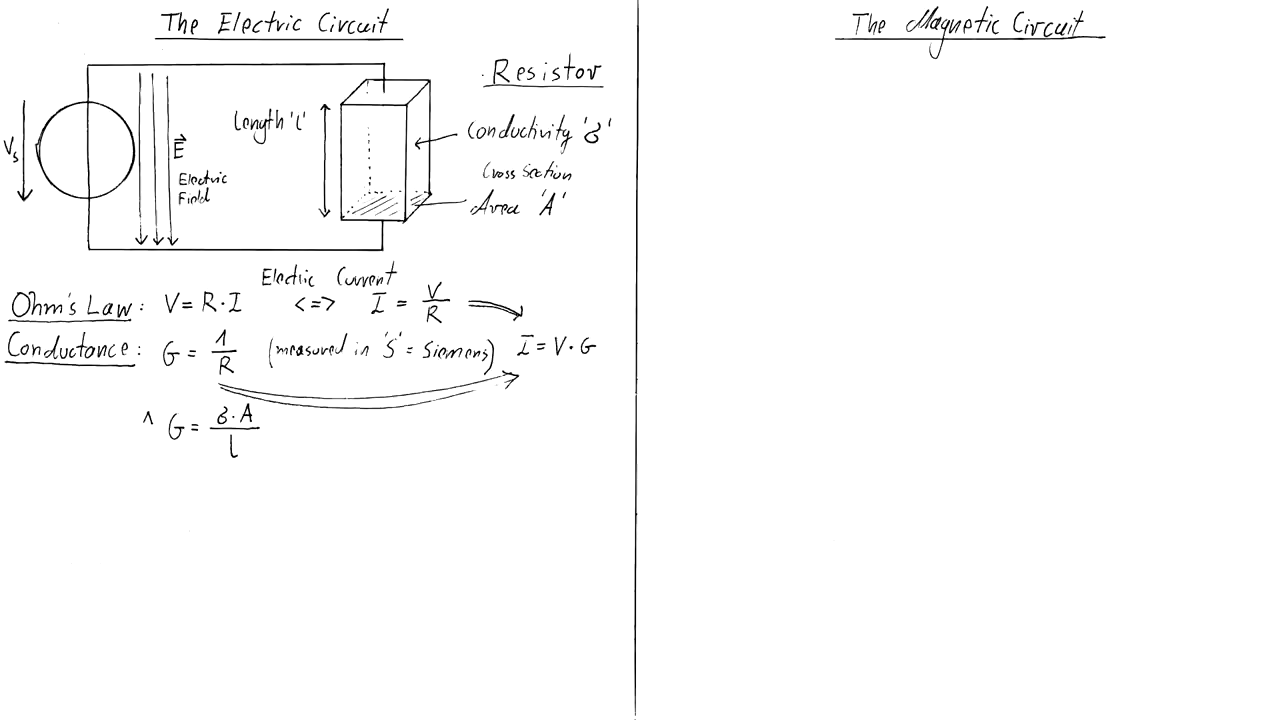 The Electric Circuit
Resistor
Length 'l'
Conductivity 'σ'
Vs
E
Electric
Field
Cross Section
Area 'A'
Electric Current
Ohm's Law: V = R · I <=> I = V/R
Conductance: G = 1/R (measured in 'S' = Siemens) I = V · G
^ G = σ · A / l
The Magnetic Circuit